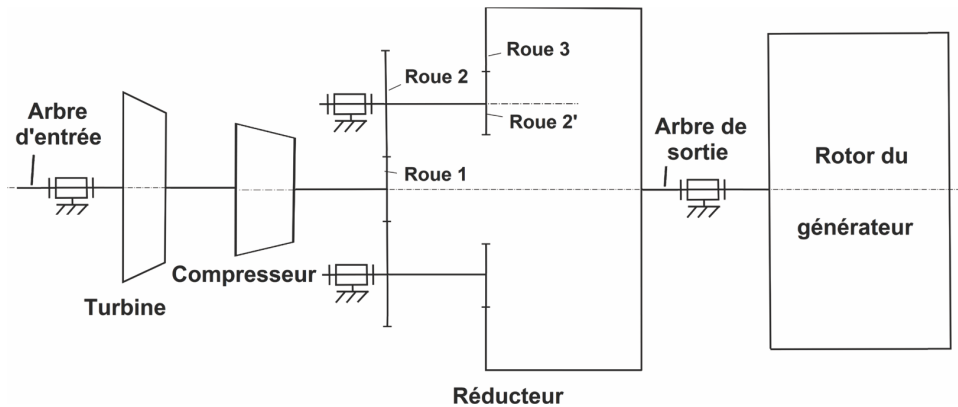 Roue 3
Roue 2
Arbre
d'entrée
Roue 2'
Arbre de
sortie
Rotor du
générateur
Roue 1
Compresseur
Turbine
Réducteur